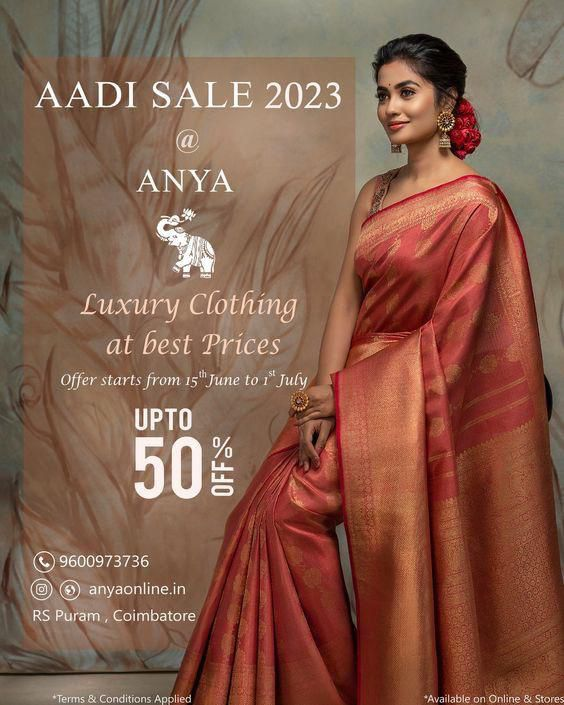 AADI SALE 2023
@
ANYA
Luxury Clothing
at best Prices
Offer starts from 15th June to 1st July
UPTO
50% OFF
9600973736
anyaonline.in
RS Puram , Coimbatore
*Terms & Conditions Applied
*Available on Online & Stores